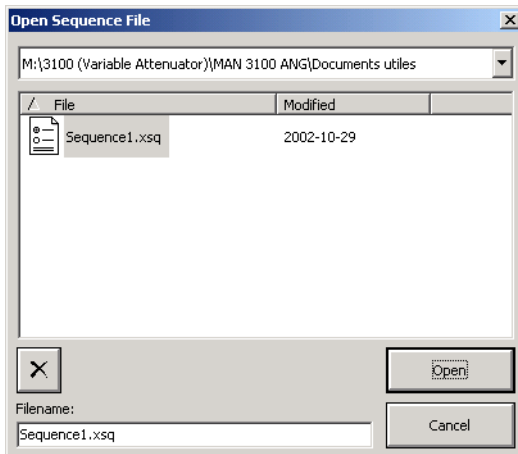 Open Sequence File
M:\3100 (Variable Attenuator)\MAN 3100 ANG\Documents utiles
File Modified
Sequence1.xsq 2002-10-29
Open
Filename:
Sequence1.xsq
Cancel